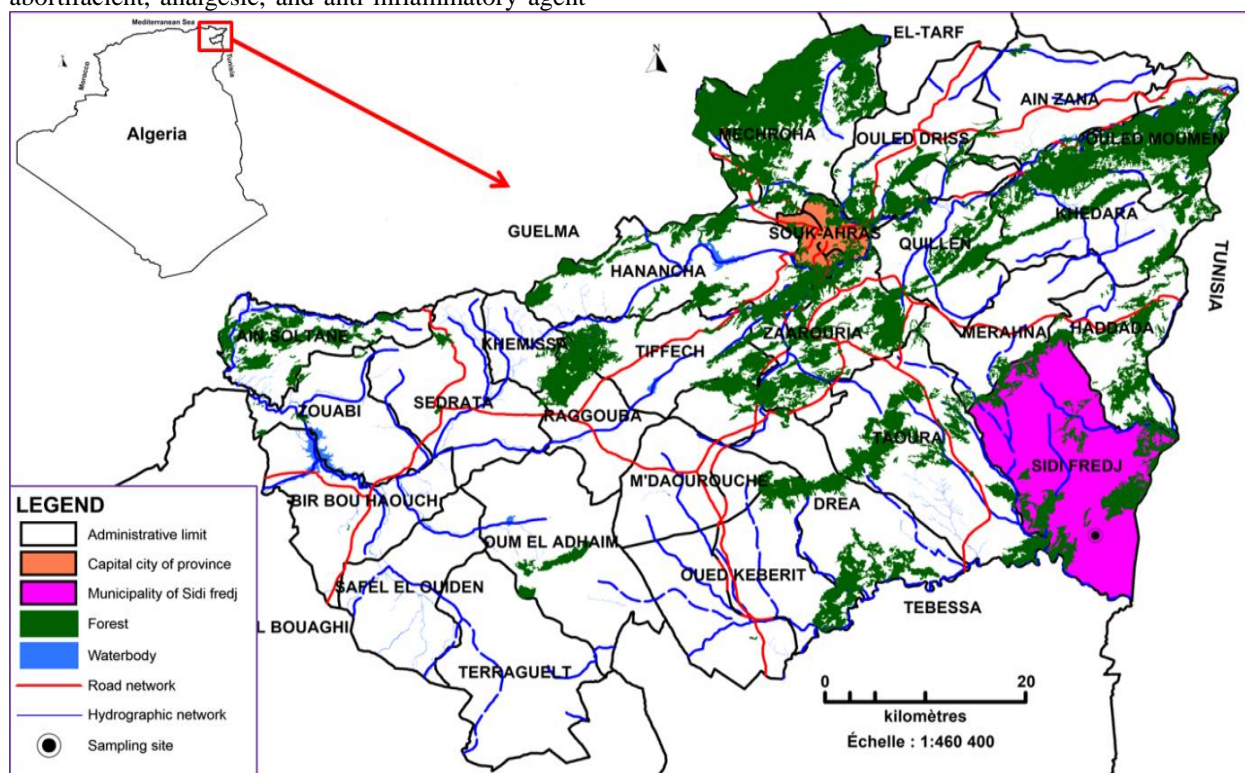 abortifacient, analgesic, and anti-inflammatory agent
Mediterranean Sea
Morocco
Tunisia
Algeria
N
EL-TARF
AIN ZANA
MECHROHA
OULED DRISS
OULED MOUMEN
KHEDARA
SOUK-AHRAS
GUELMA
QUILLEN
HANANCHA
TUNISIA
AIN SOLTANE
KHEMISSA
TIFFECH
ZAAROURIA
MERAHNA
HADDADA
ZOUABI
SEDRATA
RAGGOUBA
TAOURA
SIDI FREDJ
M'DAOUROUCHE
BIR BOU HAOUCH
DREA
OUM EL ADHAIM
OUED KEBERIT
SAFEL EL OUIDEN
TEBESSA
L BOUAGHI
TERRAGUELT
LEGEND
Administrative limit
Capital city of province
Municipality of Sidi fredj
Forest
Waterbody
Road network
Hydrographic network
Sampling site
0 20
kilomètres
Échelle : 1:460 400